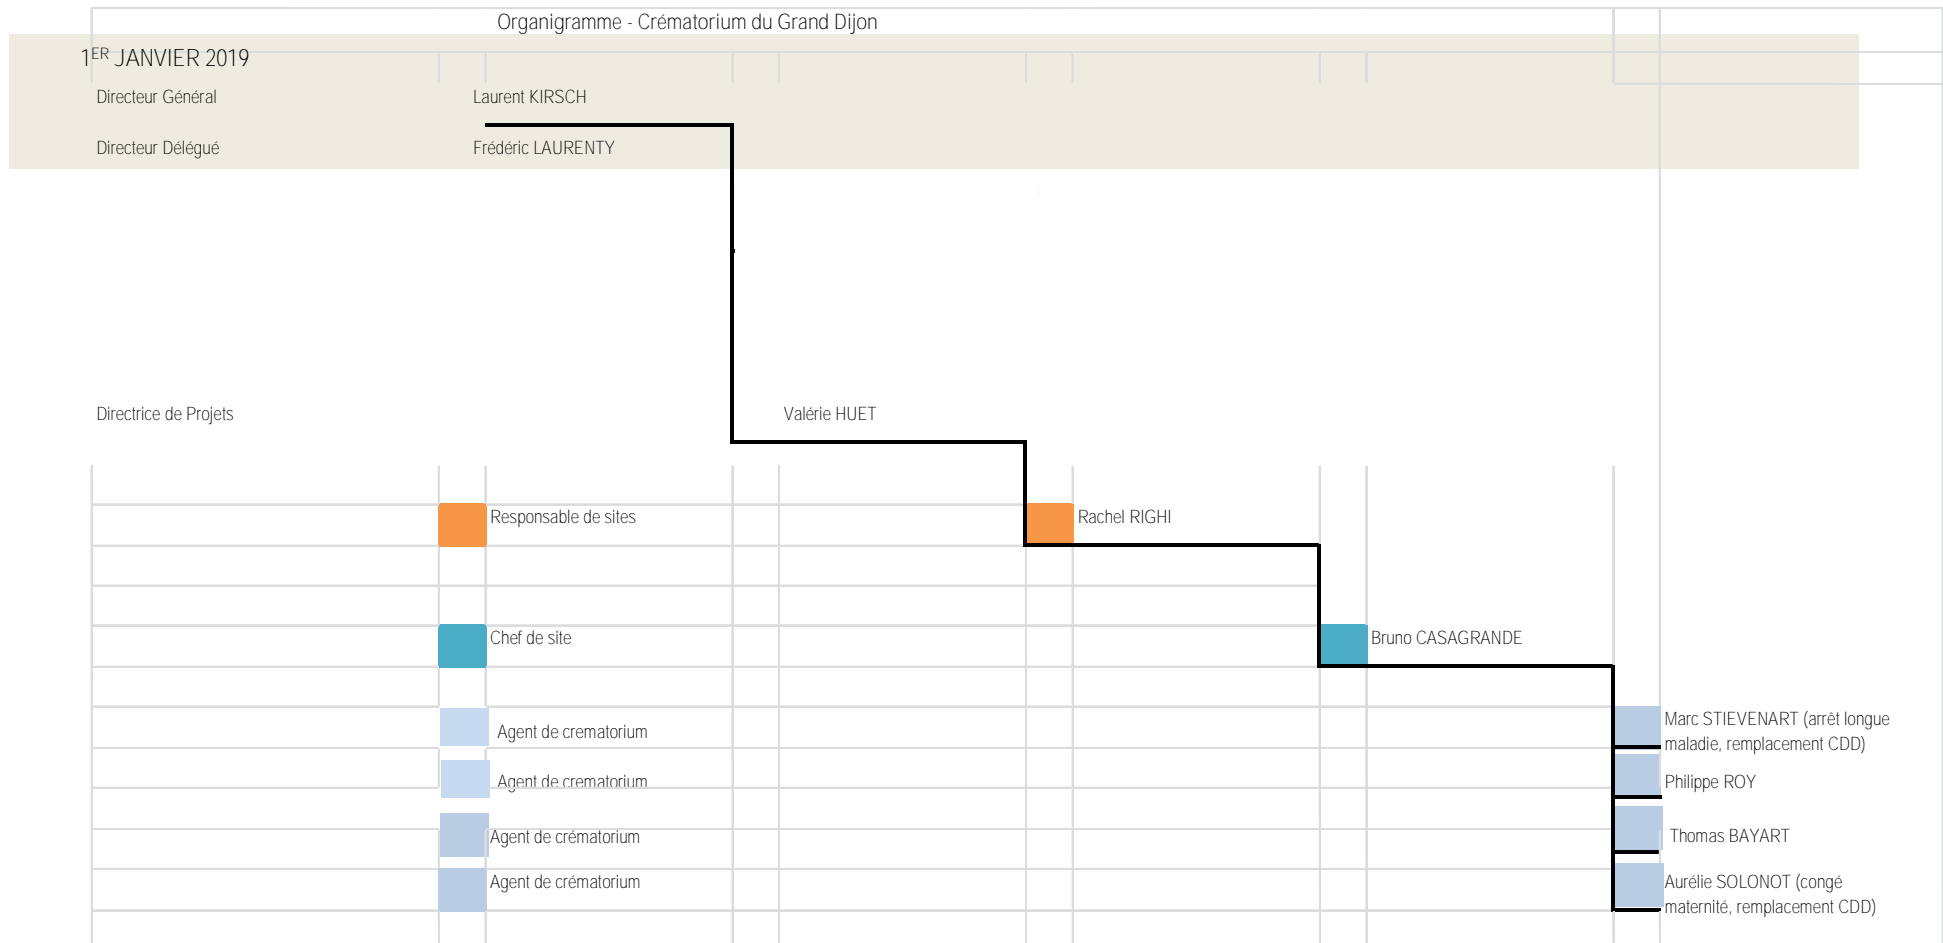 Organigramme - Crématorium du Grand Dijon
1ER JANVIER 2019
Directeur Général Laurent KIRSCH
Directeur Délégué Frédéric LAURENTY
Directrice de Projets Valérie HUET
Responsable de sites Rachel RIGHI
Chef de site Bruno CASAGRANDE
Agent de crematorium Marc STIEVENART (arrêt longue
maladie, remplacement CDD)
Agent de crematorium Philippe ROY
Agent de crématorium Thomas BAYART
Agent de crématorium Aurélie SOLONOT (congé
maternité, remplacement CDD)